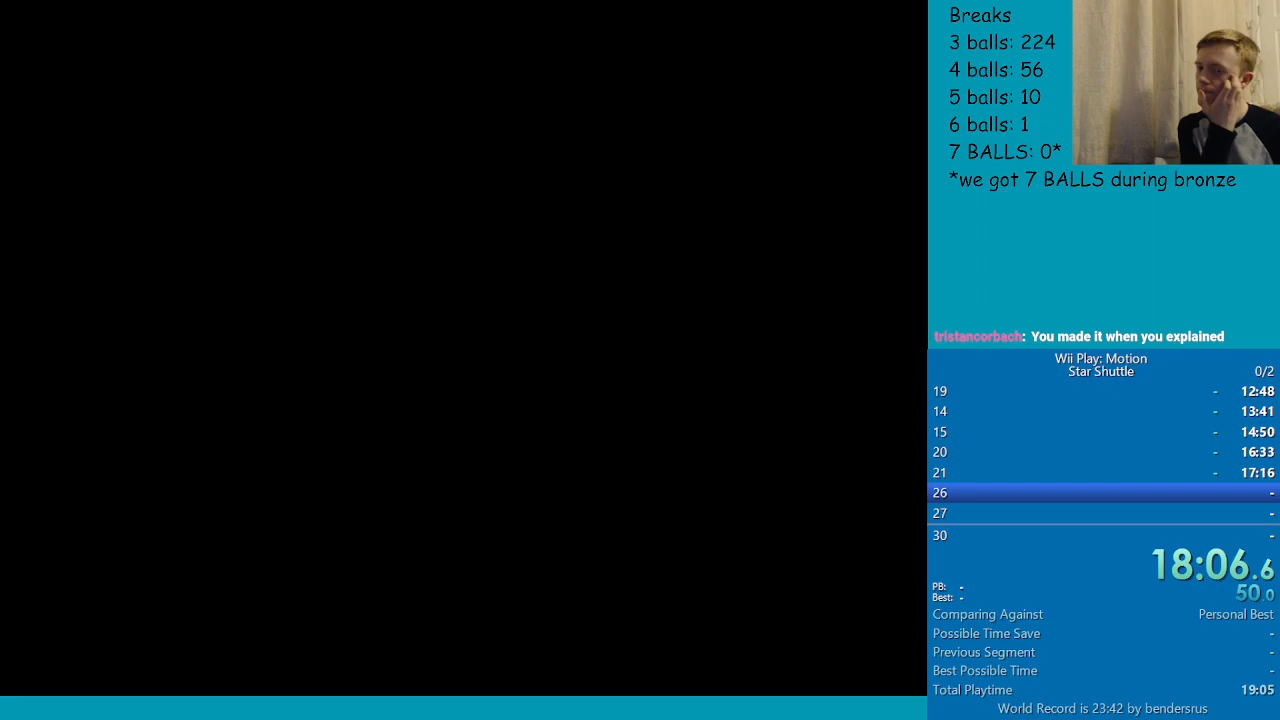 Breaks
3 balls: 224
4 balls: 56
5 balls: 10
6 balls: 1
7 BALLS: 0*
*we got 7 BALLS during bronze
tristancorbach: You made it when you explained
Wii Play: Motion
Star Shuttle 0/2
19 - 12:48
14 - 13:41
15 - 14:50
20 - 16:33
21 - 17:16
26 -
27 -
30 -
18:06.6
PB: - 50.0
Best: -
Comparing Against Personal Best
Possible Time Save -
Previous Segment -
Best Possible Time -
Total Playtime 19:05
World Record is 23:42 by bendersrus